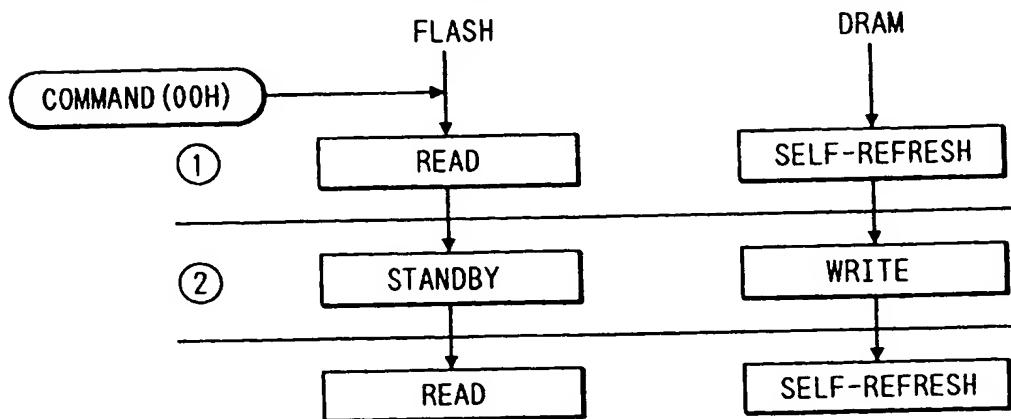 FLASH
DRAM
COMMAND (00H)
① READ SELF-REFRESH
② STANDBY WRITE
READ SELF-REFRESH